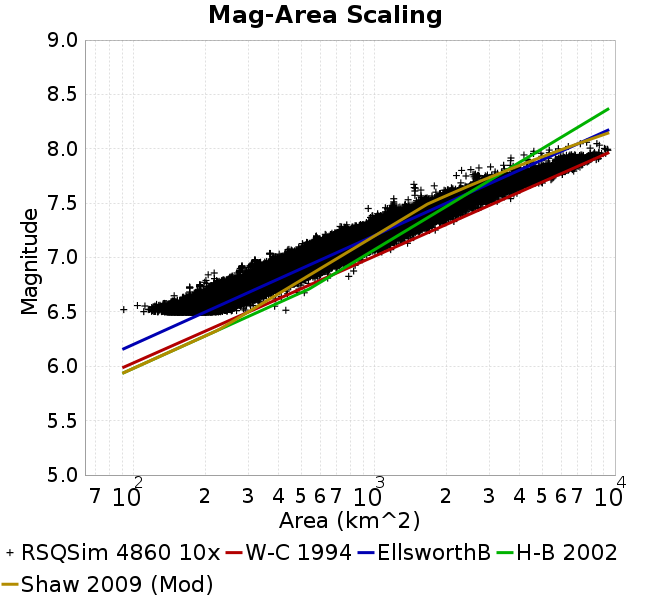 Mag-Area Scaling
Magnitude
9.0
8.5
8.0
7.5
7.0
6.5
6.0
5.5
5.0
7 10^2 2 3 4 5 6 7 10^3 2 3 4 5 6 7 10^4
Area (km^2)
RSQSim 4860 10x W-C 1994 EllsworthB H-B 2002
Shaw 2009 (Mod)